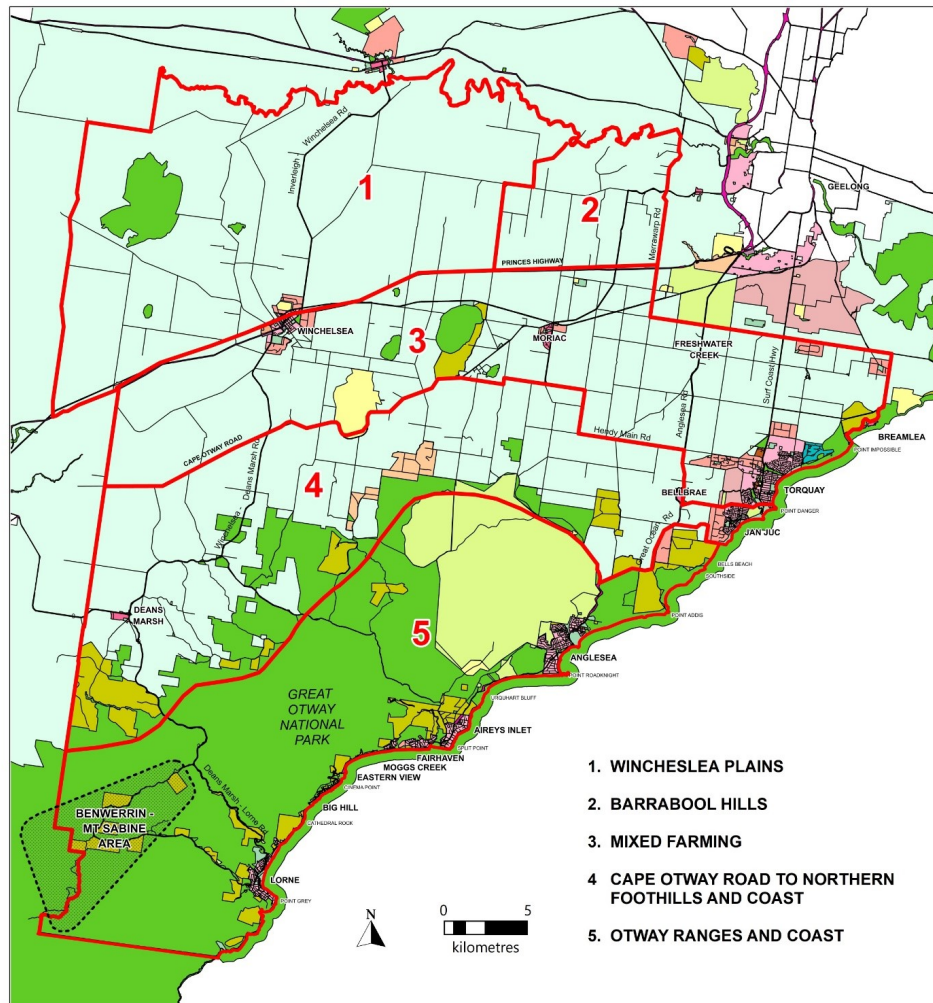 Inverleigh - Winchelsea Rd
1
2
Merrawarp Rd
GEELONG
PRINCES HIGHWAY
WINCHELSEA
3
MORIAC
FRESHWATER
CREEK
Surf Coast Hwy
Anglesea Rd
Hendy Main Rd
BREAMLEA
POINT IMPOSSIBLE
CAPE OTWAY ROAD
Winchelsea - Deans Marsh Rd
4
BELLBRAE
TORQUAY
POINT DANGER
JAN JUC
Great Ocean Rd
BELLS BEACH
SOUTHSIDE
DEANS
MARSH
POINT ADDIS
5
ANGLESEA
POINT ROADKNIGHT
GREAT
OTWAY
NATIONAL
PARK
URQUHART BLUFF
AIREYS INLET
SPLIT POINT
FAIRHAVEN
MOGGS CREEK
EASTERN VIEW
CINEMA POINT
BIG HILL
CATHEDRAL ROCK
Deans Marsh - Lorne Rd
BENWERRIN -
MT SABINE
AREA
LORNE
POINT GREY
N
0 5
kilometres
1. WINCHESLEA PLAINS
2. BARRABOOL HILLS
3. MIXED FARMING
4 CAPE OTWAY ROAD TO NORTHERN
FOOTHILLS AND COAST
5. OTWAY RANGES AND COAST